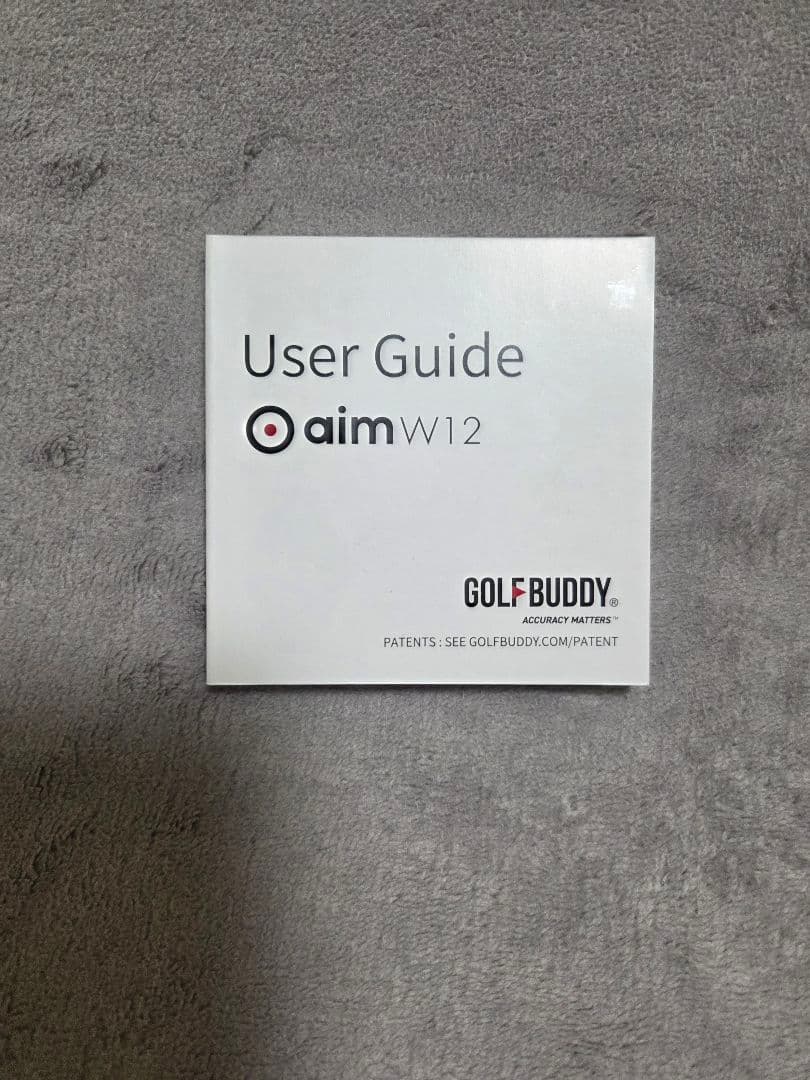 User Guide
aim W12
GOLFBUDDY®
ACCURACY MATTERS™
PATENTS : SEE GOLFBUDDY.COM/PATENT